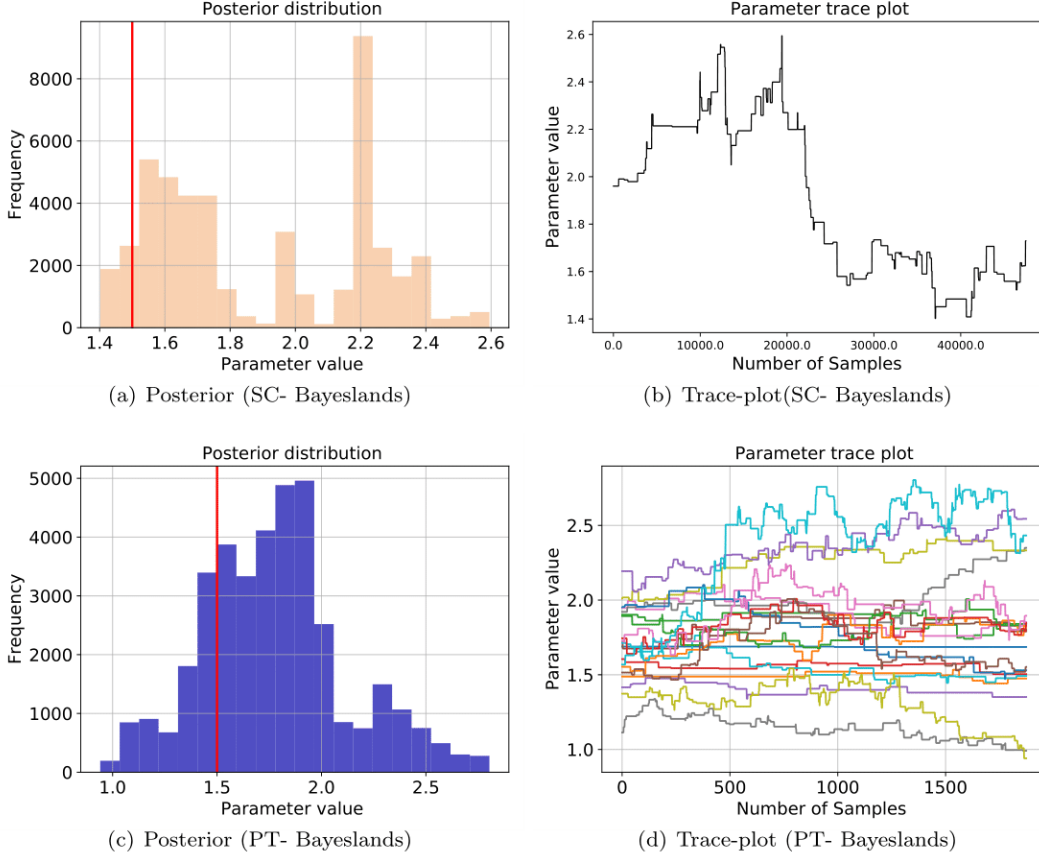 Posterior distribution
Frequency
8000
6000
4000
2000
0
1.4 1.6 1.8 2.0 2.2 2.4 2.6
Parameter value
(a) Posterior (SC- Bayeslands)
Parameter trace plot
Parameter value
2.6
2.4
2.2
2.0
1.8
1.6
1.4
0.0 10000.0 20000.0 30000.0 40000.0
Number of Samples
(b) Trace-plot(SC- Bayeslands)
Posterior distribution
Frequency
5000
4000
3000
2000
1000
0
1.0 1.5 2.0 2.5
Parameter value
(c) Posterior (PT- Bayeslands)
Parameter trace plot
Parameter value
2.5
2.0
1.5
1.0
0 500 1000 1500
Number of Samples
(d) Trace-plot (PT- Bayeslands)